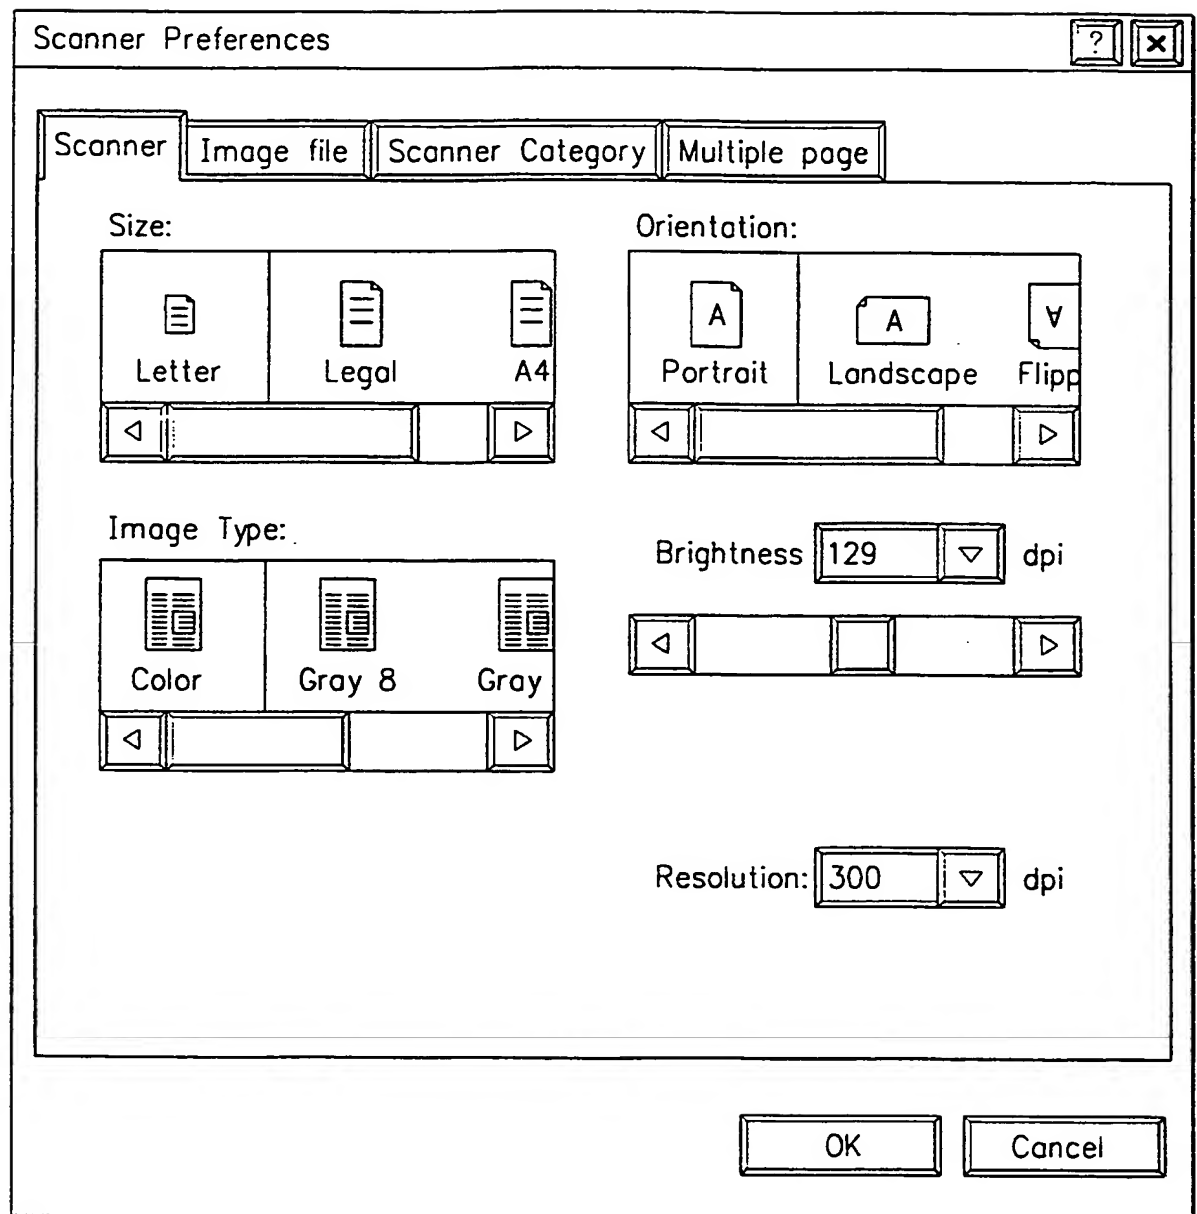 Scanner Preferences ?
Scanner Image file Scanner Category Multiple page
Size:
Letter Legal A4
Orientation:
A A A
Portrait Landscape Flipp
Image Type:
Color Gray 8 Gray
Brightness 129 dpi
Resolution: 300 dpi
OK Cancel